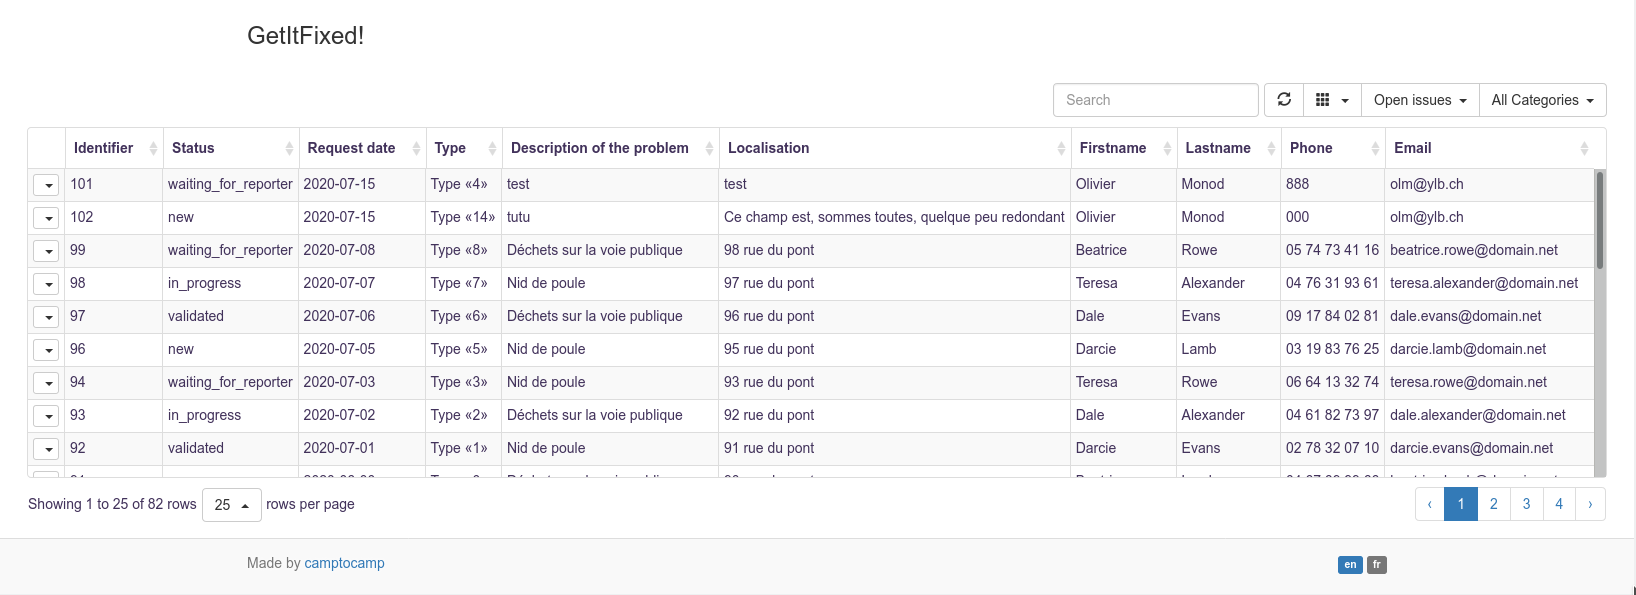 GetItFixed!
Search Open issues All Categories
Identifier Status Request date Type Description of the problem Localisation Firstname Lastname Phone Email
101 waiting_for_reporter 2020-07-15 Type «4» test test Olivier Monod 888 olm@ylb.ch
102 new 2020-07-15 Type «14» tutu Ce champ est, sommes toutes, quelque peu redondant Olivier Monod 000 olm@ylb.ch
99 waiting_for_reporter 2020-07-08 Type «8» Déchets sur la voie publique 98 rue du pont Beatrice Rowe 05 74 73 41 16 beatrice.rowe@domain.net
98 in_progress 2020-07-07 Type «7» Nid de poule 97 rue du pont Teresa Alexander 04 76 31 93 61 teresa.alexander@domain.net
97 validated 2020-07-06 Type «6» Déchets sur la voie publique 96 rue du pont Dale Evans 09 17 84 02 81 dale.evans@domain.net
96 new 2020-07-05 Type «5» Nid de poule 95 rue du pont Darcie Lamb 03 19 83 76 25 darcie.lamb@domain.net
94 waiting_for_reporter 2020-07-03 Type «3» Nid de poule 93 rue du pont Teresa Rowe 06 64 13 32 74 teresa.rowe@domain.net
93 in_progress 2020-07-02 Type «2» Déchets sur la voie publique 92 rue du pont Dale Alexander 04 61 82 73 97 dale.alexander@domain.net
92 validated 2020-07-01 Type «1» Nid de poule 91 rue du pont Darcie Evans 02 78 32 07 10 darcie.evans@domain.net
Showing 1 to 25 of 82 rows 25 rows per page ‹ 1 2 3 4 ›
Made by camptocamp en fr